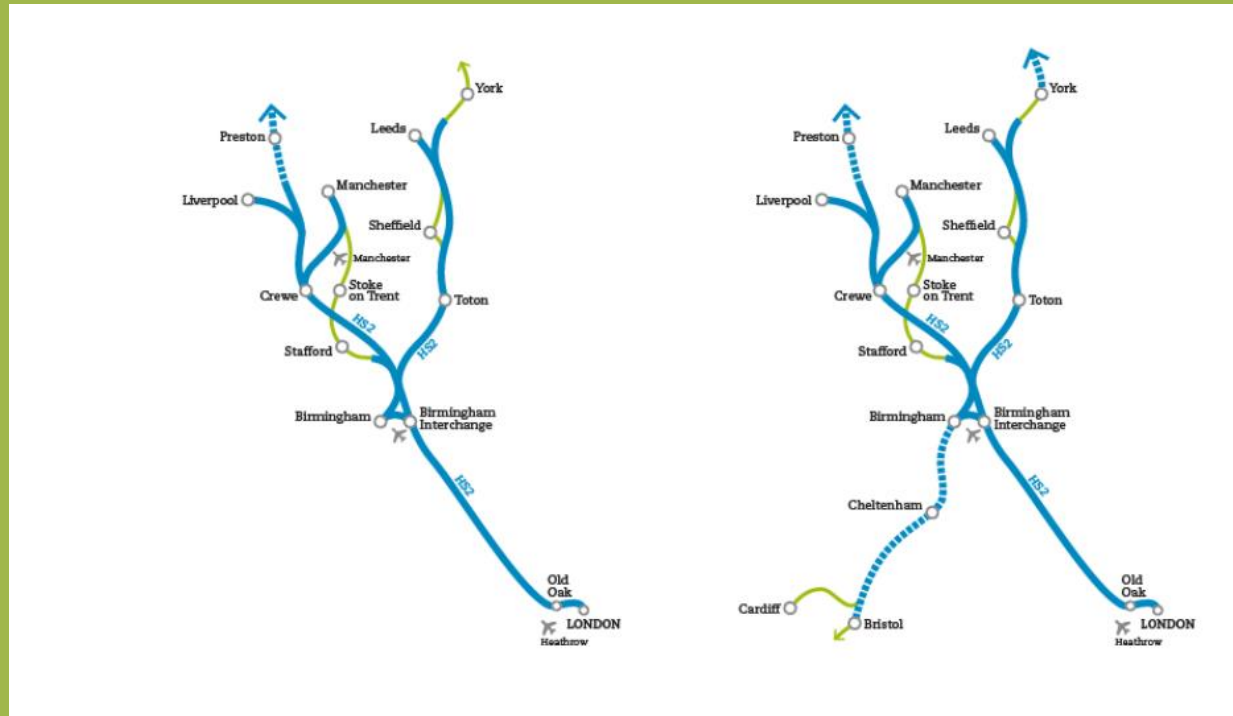 York
Leeds
Preston
Manchester
Liverpool
Sheffield
Manchester
Crewe
Stoke
on Trent
Toton
HS2
HS2
Stafford
Birmingham
Birmingham
Interchange
HS2
Old
Oak
LONDON
Heathrow
York
Leeds
Preston
Manchester
Liverpool
Sheffield
Manchester
Crewe
Stoke
on Trent
Toton
HS2
HS2
Stafford
Birmingham
Birmingham
Interchange
HS2
Cheltenham
Old
Oak
Cardiff
Bristol
LONDON
Heathrow